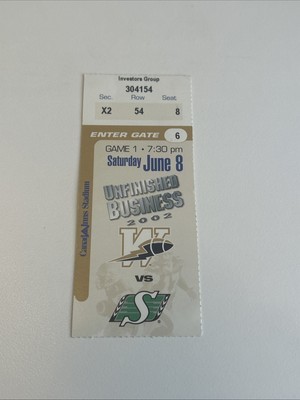 Investors Group
304154
Sec. Row Seat
X2 54 8
ENTER GATE 6
GAME 1 • 7:30 pm
Saturday June 8
UNFINISHED
BUSINESS
2002
W
VS
S
Canad Inns Stadium